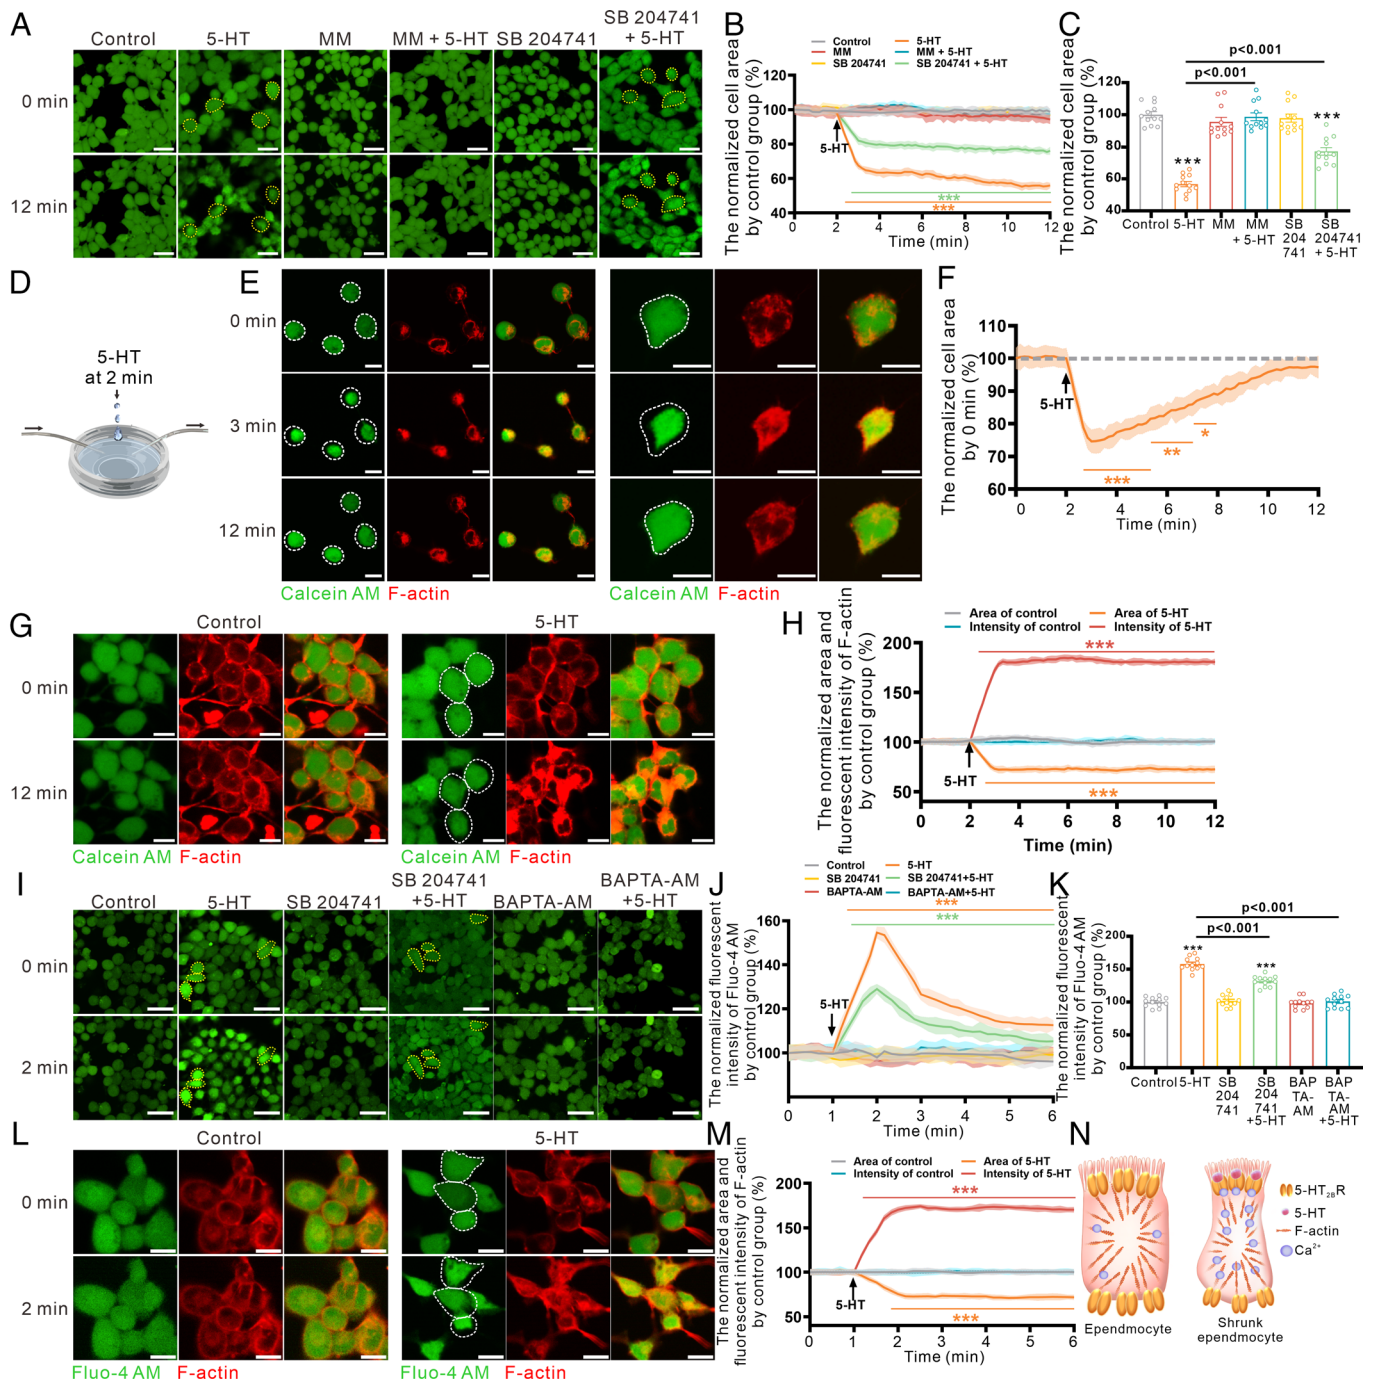 A
Control
5-HT
MM
MM + 5-HT
SB 204741
SB 204741
+ 5-HT
0 min
12 min
B
Control
5-HT
MM
MM + 5-HT
SB 204741
SB 204741 + 5-HT
The normalized cell area
by control group (%)
120
100
80
60
40
5-HT
***
***
0
2
4
6
8
10
12
Time (min)
C
p<0.001
p<0.001
The normalized cell area
by control group (%)
120
100
80
60
40
***
***
Control
5-HT
MM
MM
+ 5-HT
SB
204
741
SB
204741
+ 5-HT
D
5-HT
at 2 min
E
0 min
3 min
12 min
Calcein AM
F-actin
Calcein AM
F-actin
F
The normalized cell area
by 0 min (%)
110
100
90
80
70
60
5-HT
***
**
*
0
2
4
6
8
10
12
Time (min)
G
Control
5-HT
0 min
12 min
Calcein AM
F-actin
Calcein AM
F-actin
H
Area of control
Area of 5-HT
Intensity of control
Intensity of 5-HT
The normalized area and
fluorescent intensity of F-actin
by control group (%)
200
150
100
50
***
5-HT
***
0
2
4
6
8
10
12
Time (min)
I
Control
5-HT
SB 204741
SB 204741
+5-HT
BAPTA-AM
BAPTA-AM
+5-HT
0 min
2 min
J
Control
5-HT
SB 204741
SB 204741+5-HT
BAPTA-AM
BAPTA-AM+5-HT
The normalized fluorescent
intensity of Fluo-4 AM
by control group (%)
160
140
120
100
***
***
5-HT
0
1
2
3
4
5
6
Time (min)
K
p<0.001
p<0.001
The normalized fluorescent
intensity of Fluo-4 AM
by control group (%)
200
150
100
50
0
***
***
Control
5-HT
SB
204
741
SB
204
741
+5-HT
BAP
TA-
AM
BAP
TA-
AM
+5-HT
L
Control
5-HT
0 min
2 min
Fluo-4 AM
F-actin
Fluo-4 AM
F-actin
M
Area of control
Area of 5-HT
Intensity of control
Intensity of 5-HT
The normalized area and
fluorescent intensity of F-actin
by control group (%)
200
150
100
50
***
5-HT
***
0
1
2
3
4
5
6
Time (min)
N
5-HT2BR
5-HT
F-actin
Ca2+
Ependmocyte
Shrunk
ependmocyte